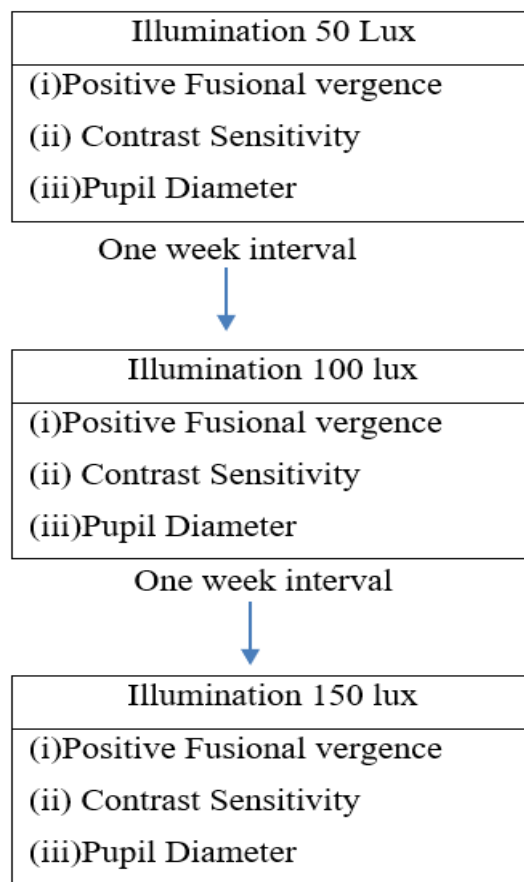 Illumination 50 Lux
(i)Positive Fusional vergence
(ii) Contrast Sensitivity
(iii)Pupil Diameter
One week interval
Illumination 100 lux
(i)Positive Fusional vergence
(ii) Contrast Sensitivity
(iii)Pupil Diameter
One week interval
Illumination 150 lux
(i)Positive Fusional vergence
(ii) Contrast Sensitivity
(iii)Pupil Diameter